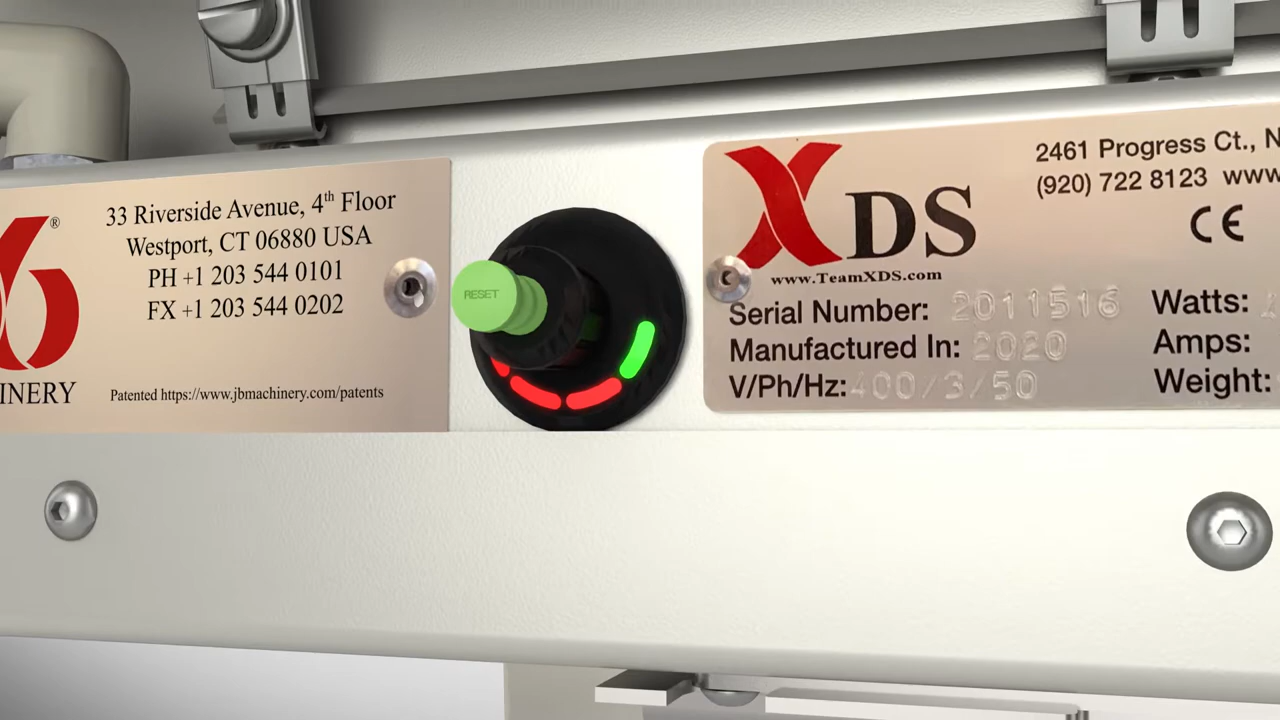 33 Riverside Avenue, 4th Floor
Westport, CT 06880 USA
PH +1 203 544 0101
FX +1 203 544 0202
INERY
Patented https://www.jbmachinery.com/patents
®
RESET
XDS
www.TeamXDS.com
2461 Progress Ct., N
(920) 722 8123 www
CE
Serial Number: 2011516
Manufactured In: 2020
V/Ph/Hz: 400/3/50
Watts:
Amps:
Weight: